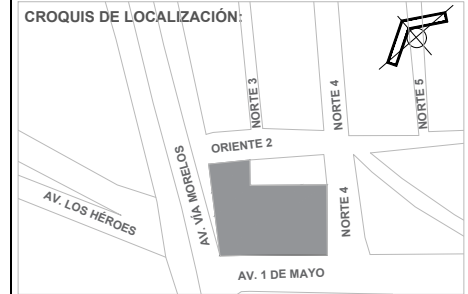 CROQUIS DE LOCALIZACIÓN:
NORTE 3
NORTE 4
NORTE 5
ORIENTE 2
AV. VÍA MORELOS
AV. LOS HÉROES
NORTE 4
AV. 1 DE MAYO